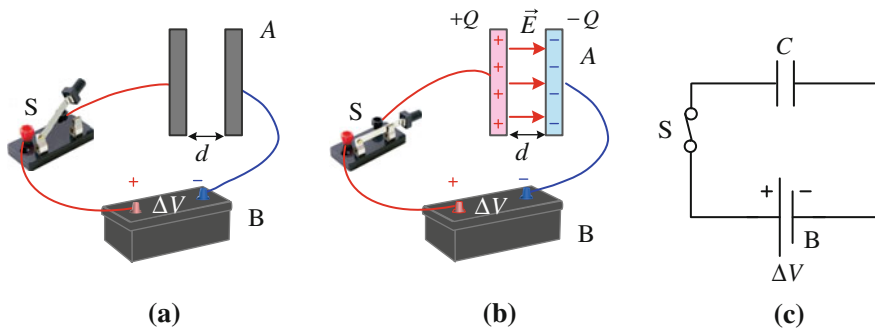 A
S
d
+ −
ΔV
B
(a)
+Q E⃗ −Q
A
+ −
+ −
+ −
+ −
S
d
+ −
ΔV
B
(b)
C
S
+ −
B
ΔV
(c)